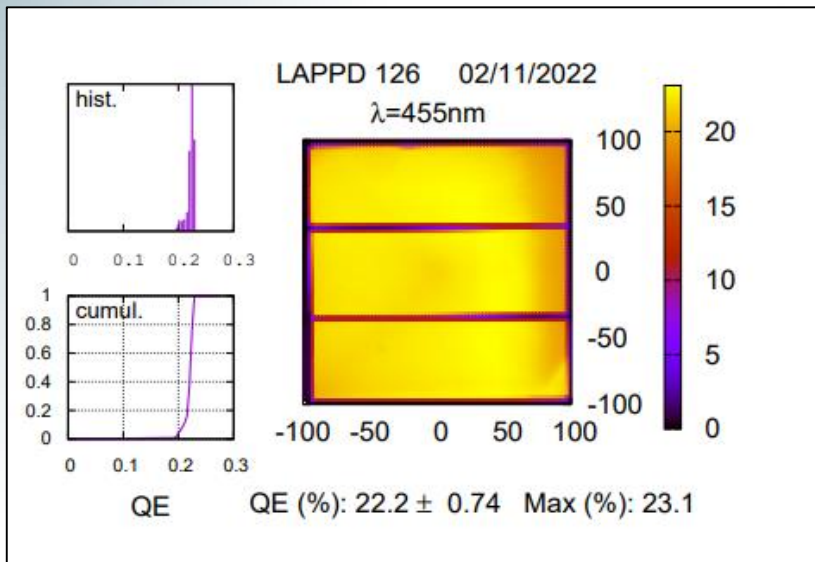 LAPPD 126 02/11/2022
λ=455nm
hist.
0 0.1 0.2 0.3
cumul.
1
0.8
0.6
0.4
0.2
0
0 0.1 0.2 0.3
QE
100
50
0
-50
-100
-100 -50 0 50 100
20
15
10
5
0
QE (%): 22.2 ± 0.74 Max (%): 23.1